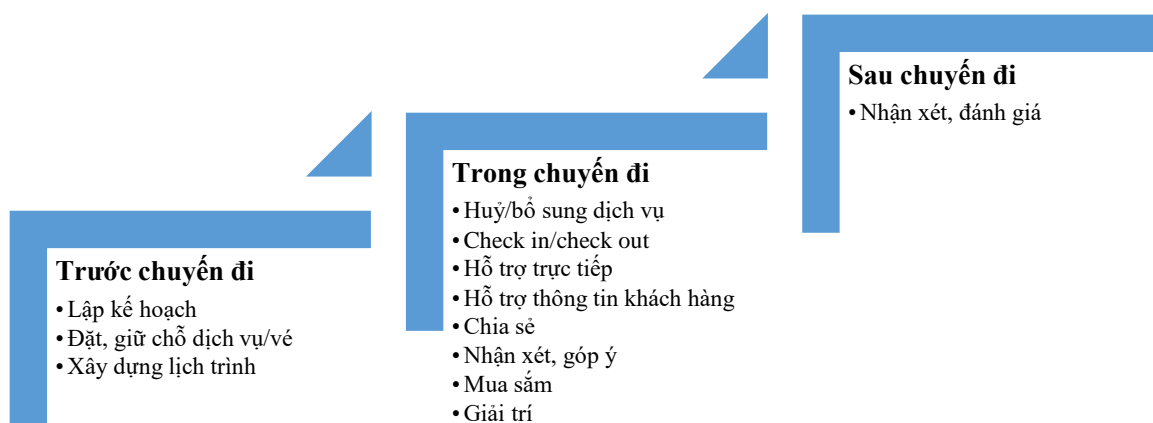 Trước chuyến đi
• Lập kế hoạch
• Đặt, giữ chỗ dịch vụ/vé
• Xây dựng lịch trình
Trong chuyến đi
• Huỷ/bổ sung dịch vụ
• Check in/check out
• Hỗ trợ trực tiếp
• Hỗ trợ thông tin khách hàng
• Chia sẻ
• Nhận xét, góp ý
• Mua sắm
• Giải trí
Sau chuyến đi
• Nhận xét, đánh giá